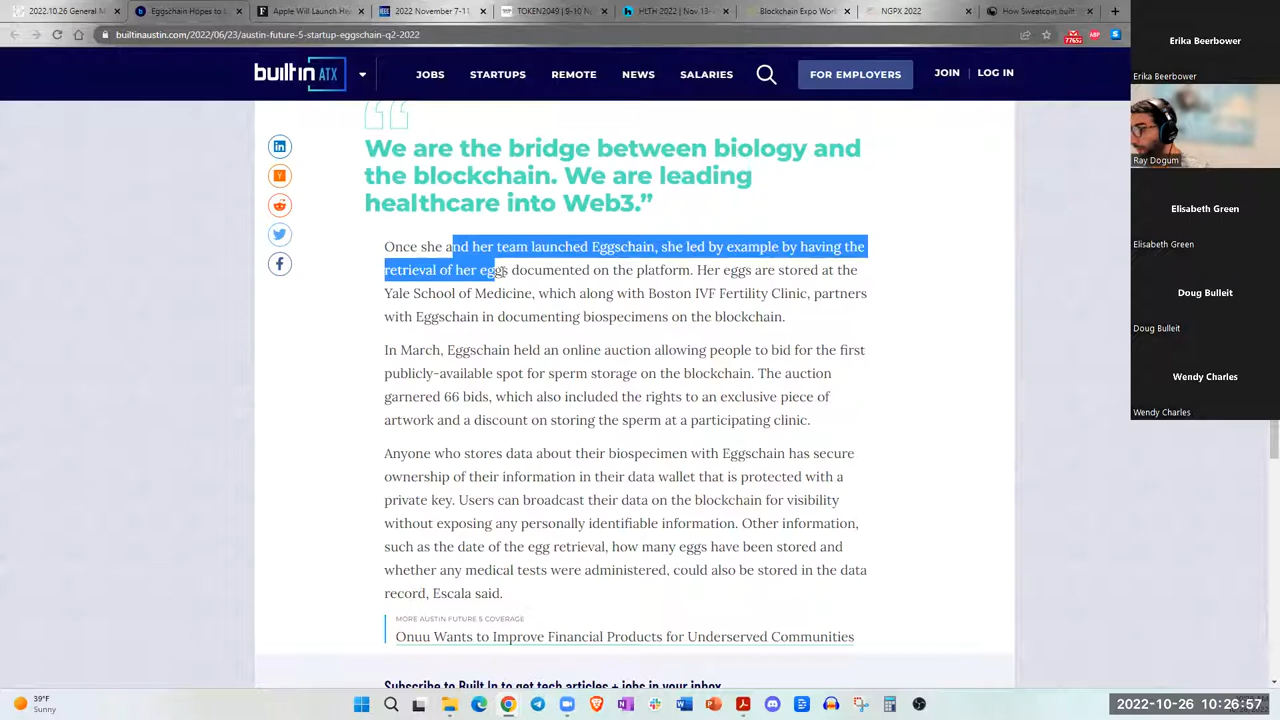 2022.10.26 General M
Eggschain Hopes to L
Apple Will Launch Hea
2022 November 7-11,
TOKEN2049 | 9-10 N
HLTH 2022 | Nov 13-
Blockchain Expo Worl
NGPX 2022
How Sweatcoin built
builtinaustin.com/2022/06/23/austin-future-5-startup-eggschain-q2-2022
builtin ATX
JOBS
STARTUPS
REMOTE
NEWS
SALARIES
FOR EMPLOYERS
JOIN | LOG IN
We are the bridge between biology and
the blockchain. We are leading
healthcare into Web3.”
Once she and her team launched Eggschain, she led by example by having the
retrieval of her eggs documented on the platform. Her eggs are stored at the
Yale School of Medicine, which along with Boston IVF Fertility Clinic, partners
with Eggschain in documenting biospecimens on the blockchain.
In March, Eggschain held an online auction allowing people to bid for the first
publicly-available spot for sperm storage on the blockchain. The auction
garnered 66 bids, which also included the rights to an exclusive piece of
artwork and a discount on storing the sperm at a participating clinic.
Anyone who stores data about their biospecimen with Eggschain has secure
ownership of their information in their data wallet that is protected with a
private key. Users can broadcast their data on the blockchain for visibility
without exposing any personally identifiable information. Other information,
such as the date of the egg retrieval, how many eggs have been stored and
whether any medical tests were administered, could also be stored in the data
record, Escala said.
MORE AUSTIN FUTURE 5 COVERAGE
Onuu Wants to Improve Financial Products for Underserved Communities
Subscribe to Built In to get tech articles + jobs in your inbox
Erika Beerbower
Erika Beerbower
Ray Dogum
Elisabeth Green
Elisabeth Green
Doug Bulleit
Doug Bulleit
Wendy Charles
Wendy Charles
39°F
Sunny
2022-10-26 10:26:57